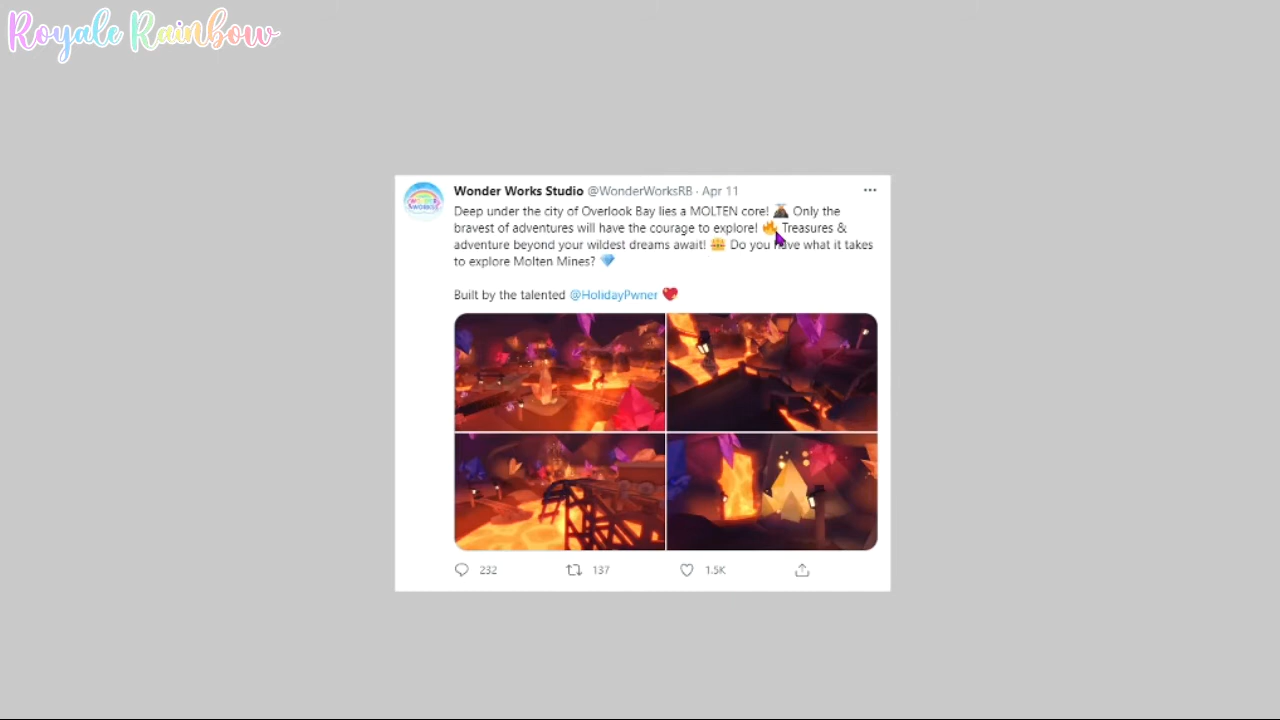 Royale Rainbow
Wonder Works Studio @WonderWorksRB · Apr 11
Deep under the city of Overlook Bay lies a MOLTEN core! 🌋 Only the
bravest of adventures will have the courage to explore! 🔥 Treasures &
adventure beyond your wildest dreams await! 👑 Do you have what it takes
to explore Molten Mines? 💎
Built by the talented @HolidayPwner 💖
232 137 1.5K